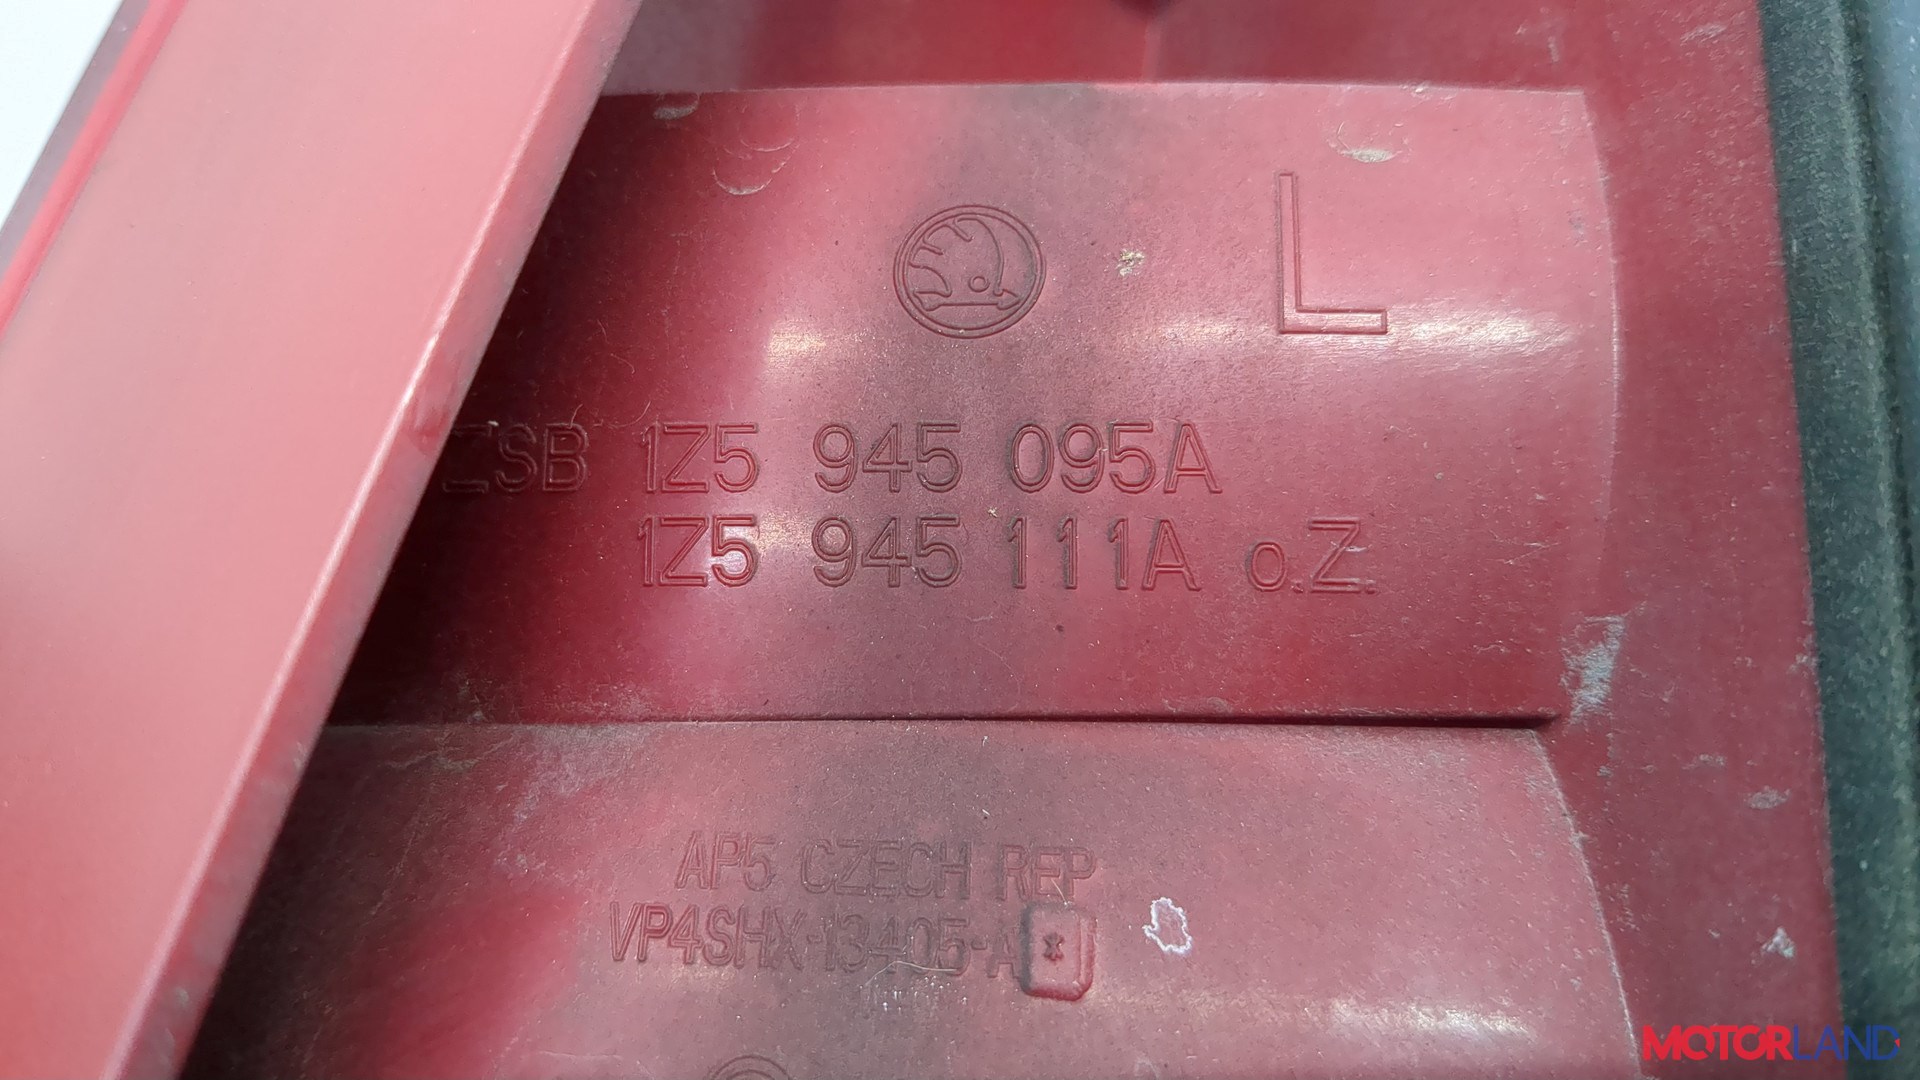 L
ZSB 1Z5 945 095A
1Z5 945 111A o.Z.
AP5 CZECH REP
VP4SHX-13405-A *
MOTORLAND